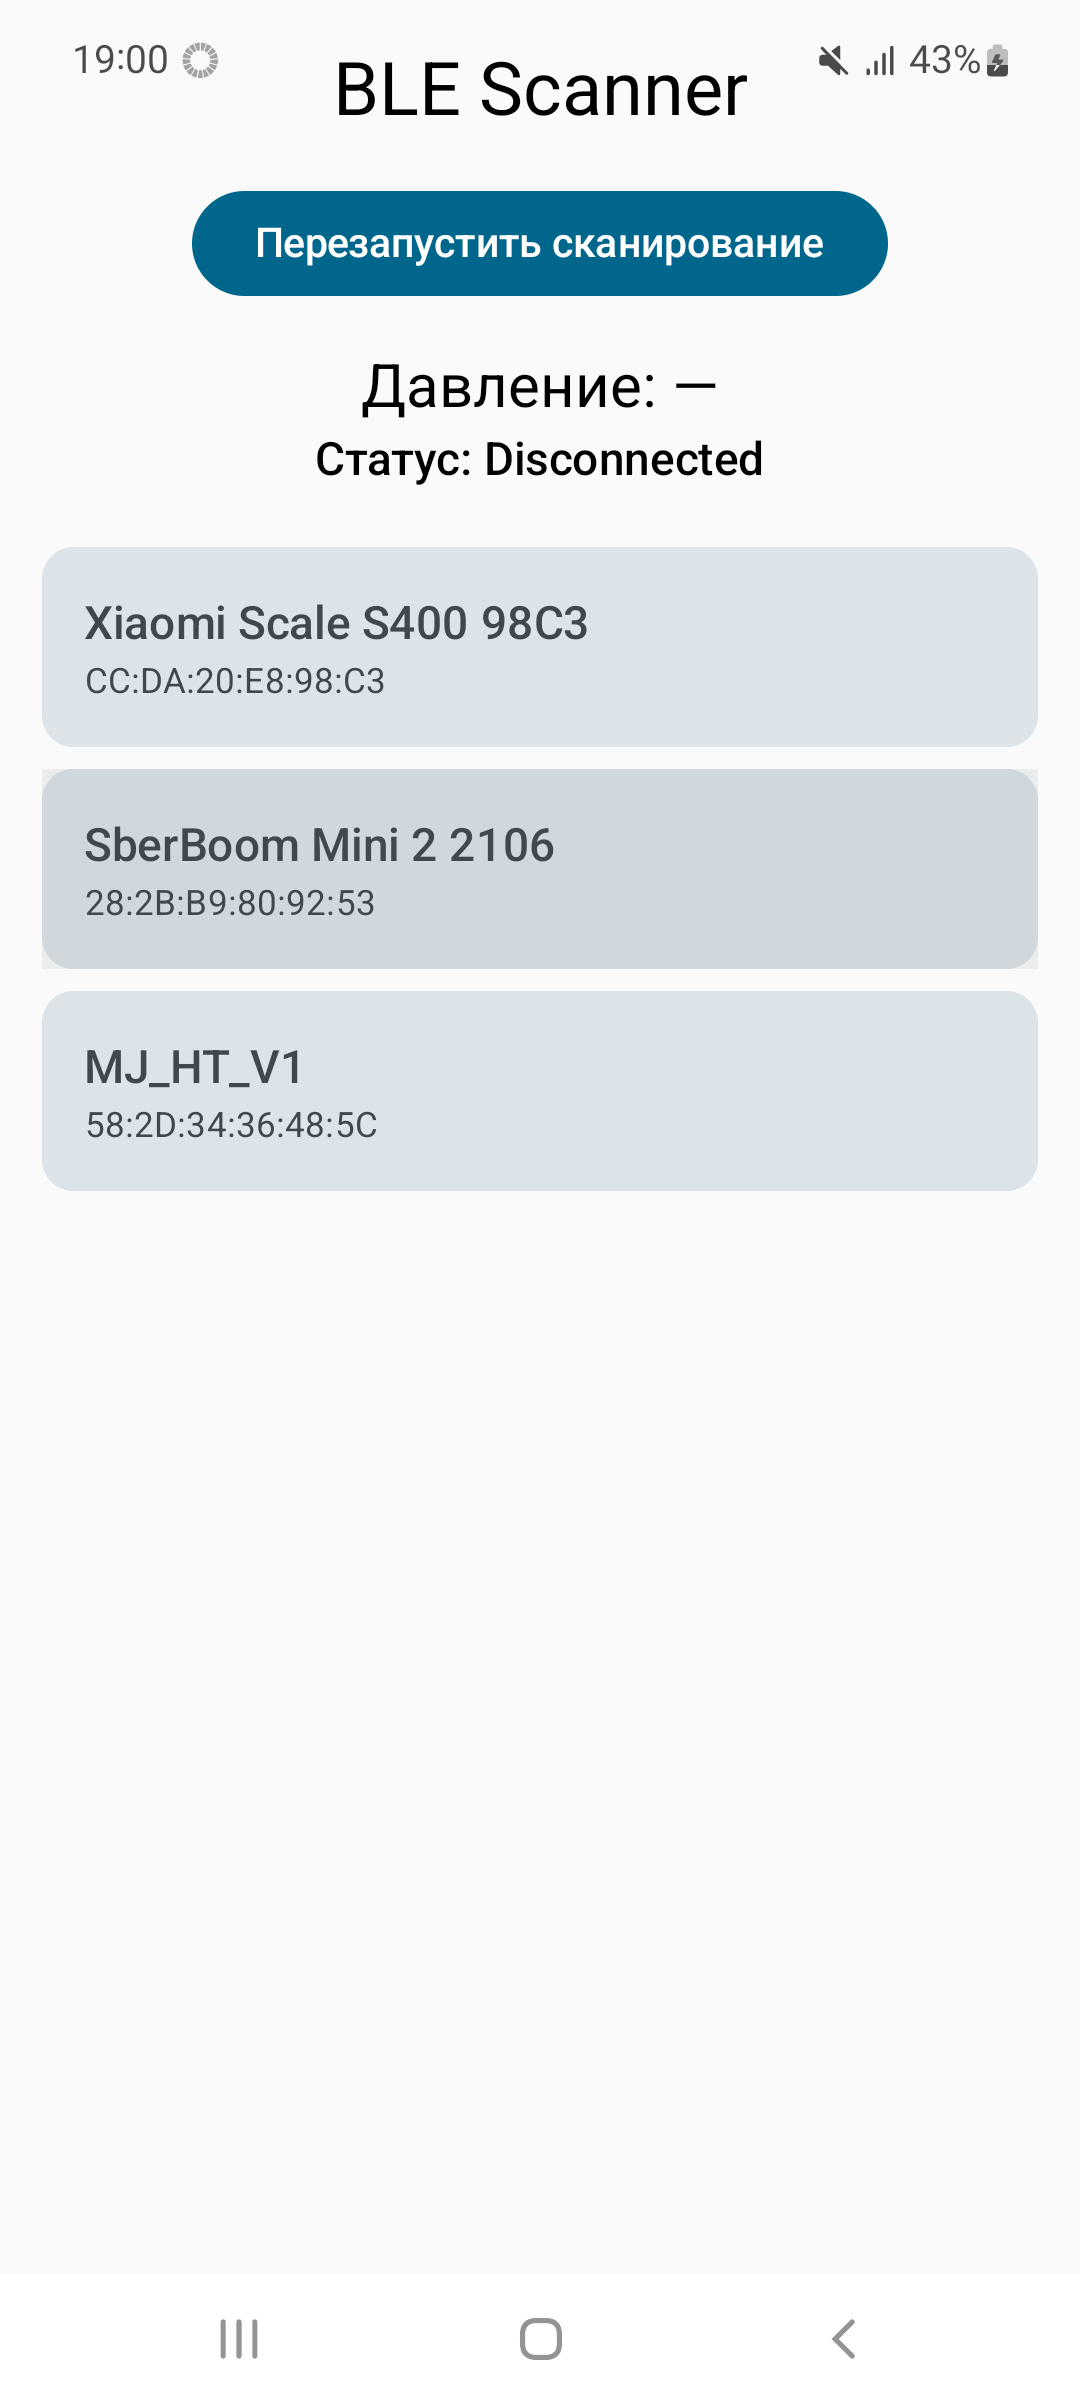 19:00
43%
BLE Scanner
Перезапустить сканирование
Давление: —
Статус: Disconnected
Xiaomi Scale S400 98C3
CC:DA:20:E8:98:C3
SberBoom Mini 2 2106
28:2B:B9:80:92:53
MJ_HT_V1
58:2D:34:36:48:5C